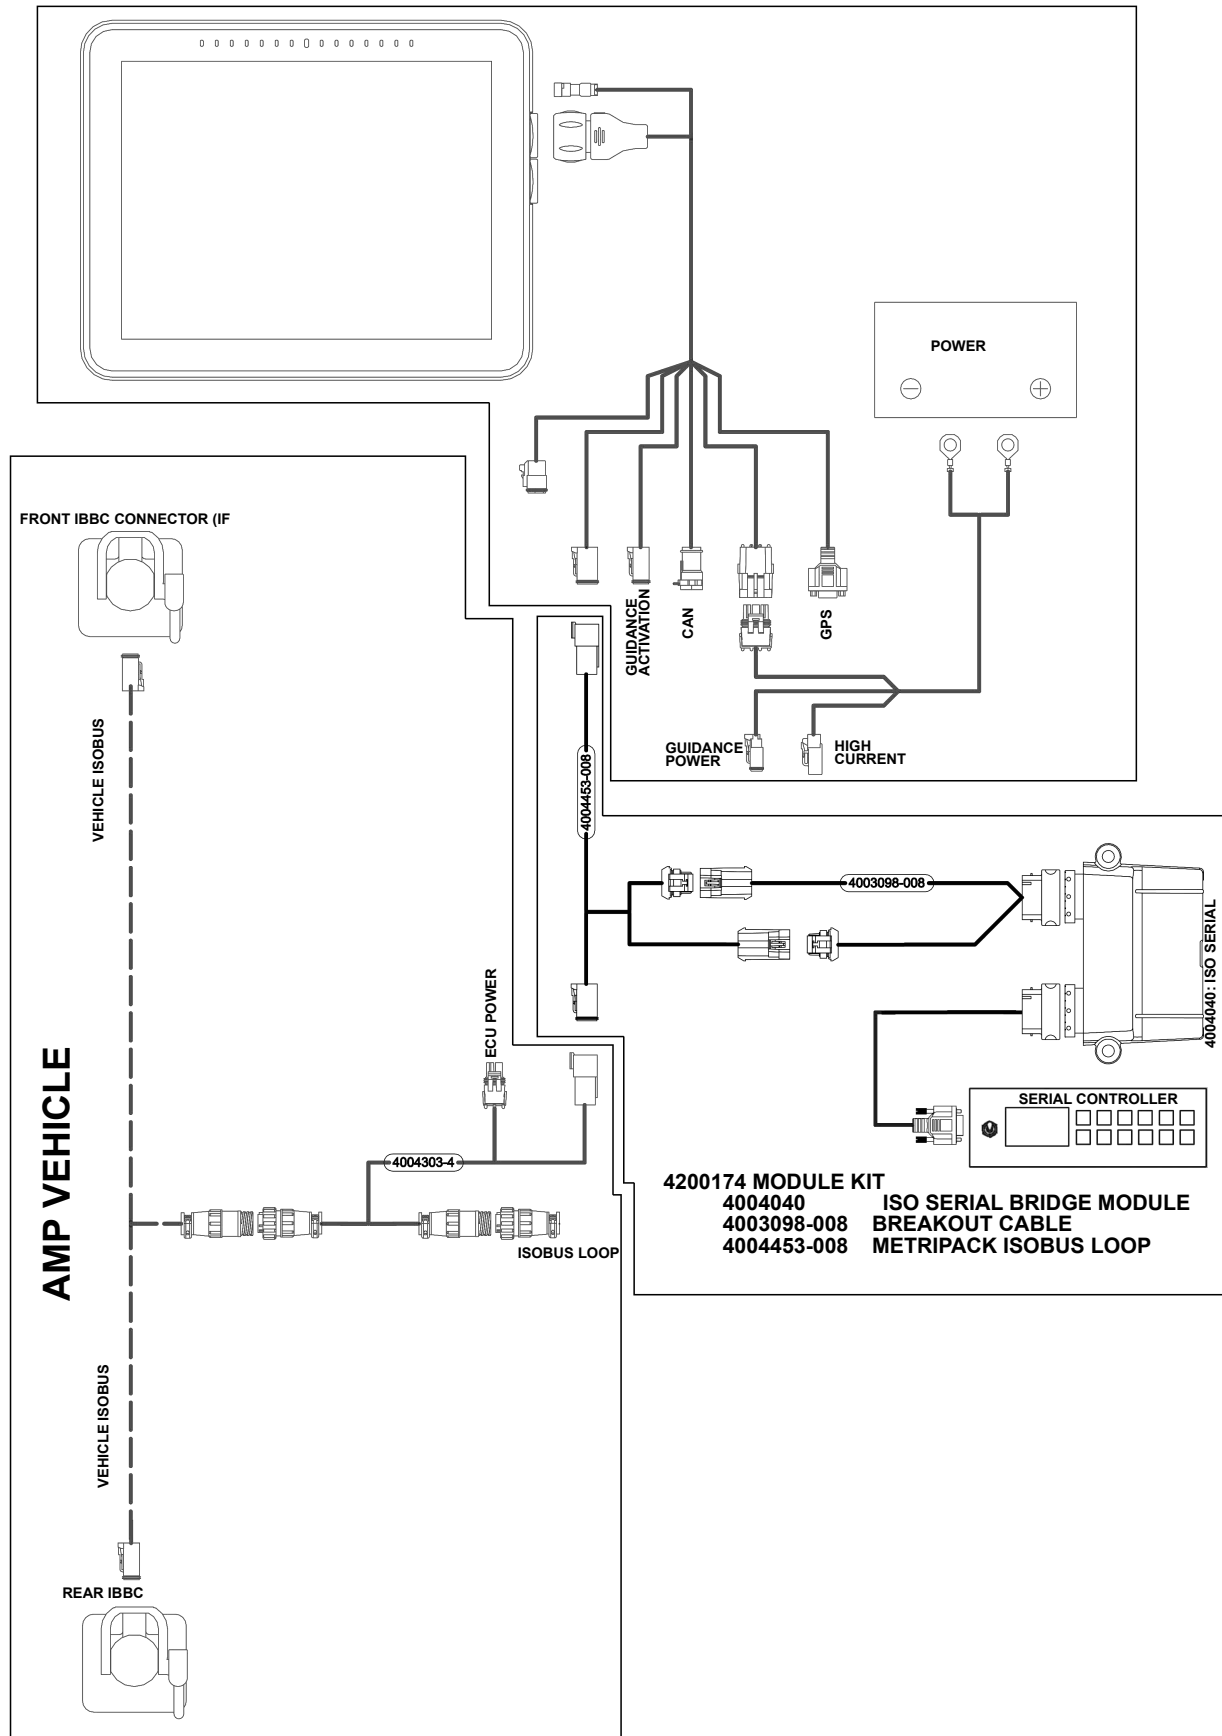 POWER
FRONT IBBC CONNECTOR (IF
GUIDANCE
ACTIVATION
CAN
GPS
VEHICLE ISOBUS
GUIDANCE
POWER
HIGH
CURRENT
4004453-008
4003098-008
4004040: ISO SERIAL
ECU POWER
AMP VEHICLE
SERIAL CONTROLLER
4004303-4
4200174 MODULE KIT
4004040 ISO SERIAL BRIDGE MODULE
4003098-008 BREAKOUT CABLE
4004453-008 METRIPACK ISOBUS LOOP
ISOBUS LOOP
VEHICLE ISOBUS
REAR IBBC